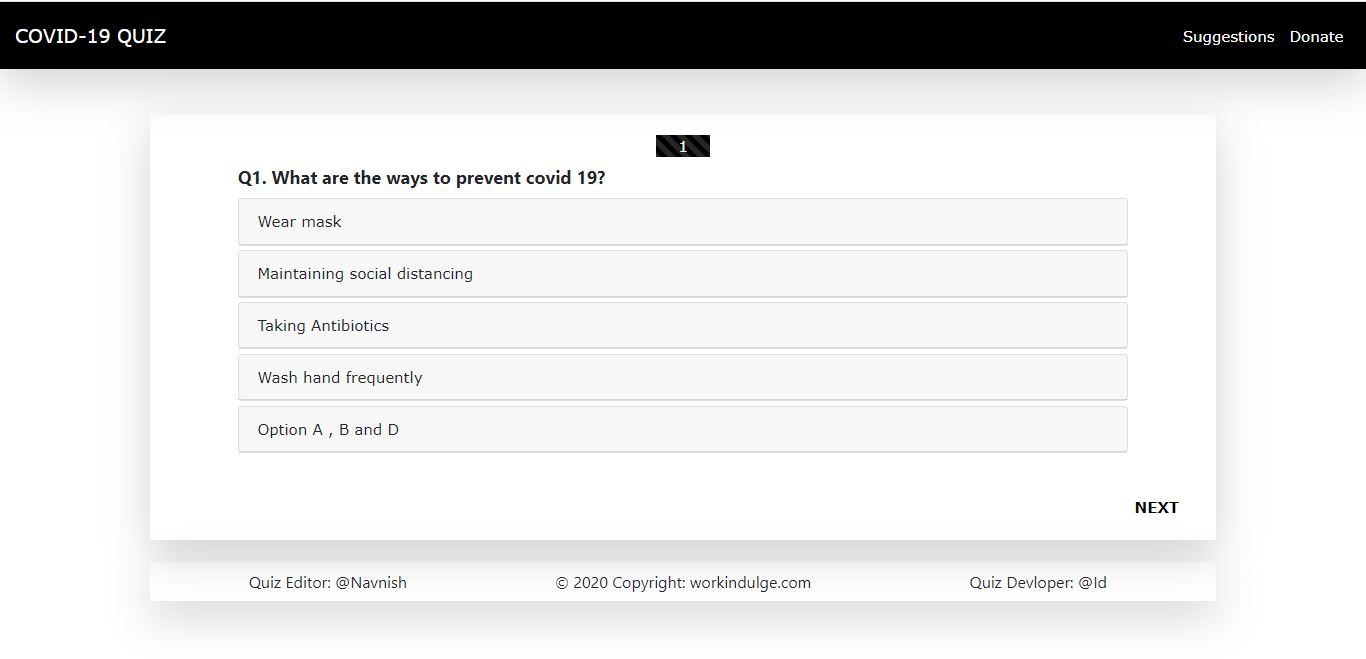 COVID-19 QUIZ
Suggestions Donate
1
Q1. What are the ways to prevent covid 19?
Wear mask
Maintaining social distancing
Taking Antibiotics
Wash hand frequently
Option A , B and D
NEXT
Quiz Editor: @Navnish
© 2020 Copyright: workindulge.com
Quiz Devloper: @Id